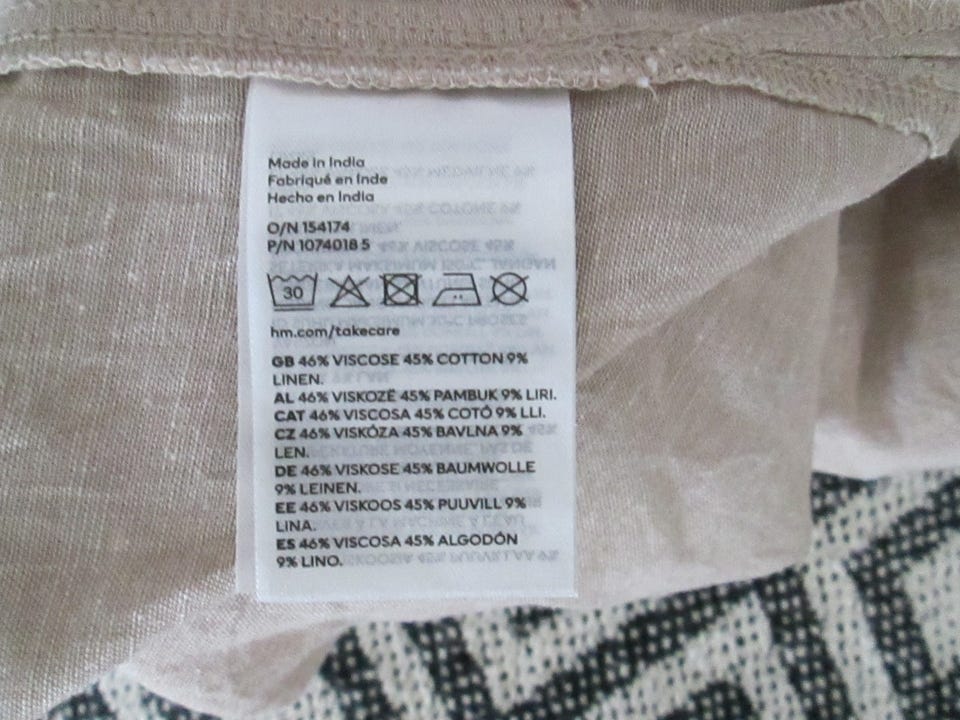 Made in India
Fabriqué en Inde
Hecho en India
O/N 154174
P/N 1074018 5
30
hm.com/takecare
GB 46% VISCOSE 45% COTTON 9%
LINEN.
AL 46% VISKOZË 45% PAMBUK 9% LIRI.
CAT 46% VISCOSA 45% COTÓ 9% LLI.
CZ 46% VISKÓZA 45% BAVLNA 9%
LEN.
DE 46% VISKOSE 45% BAUMWOLLE
9% LEINEN.
EE 46% VISKOOS 45% PUUVILL 9%
LINA.
ES 46% VISCOSA 45% ALGODÓN
9% LINO.